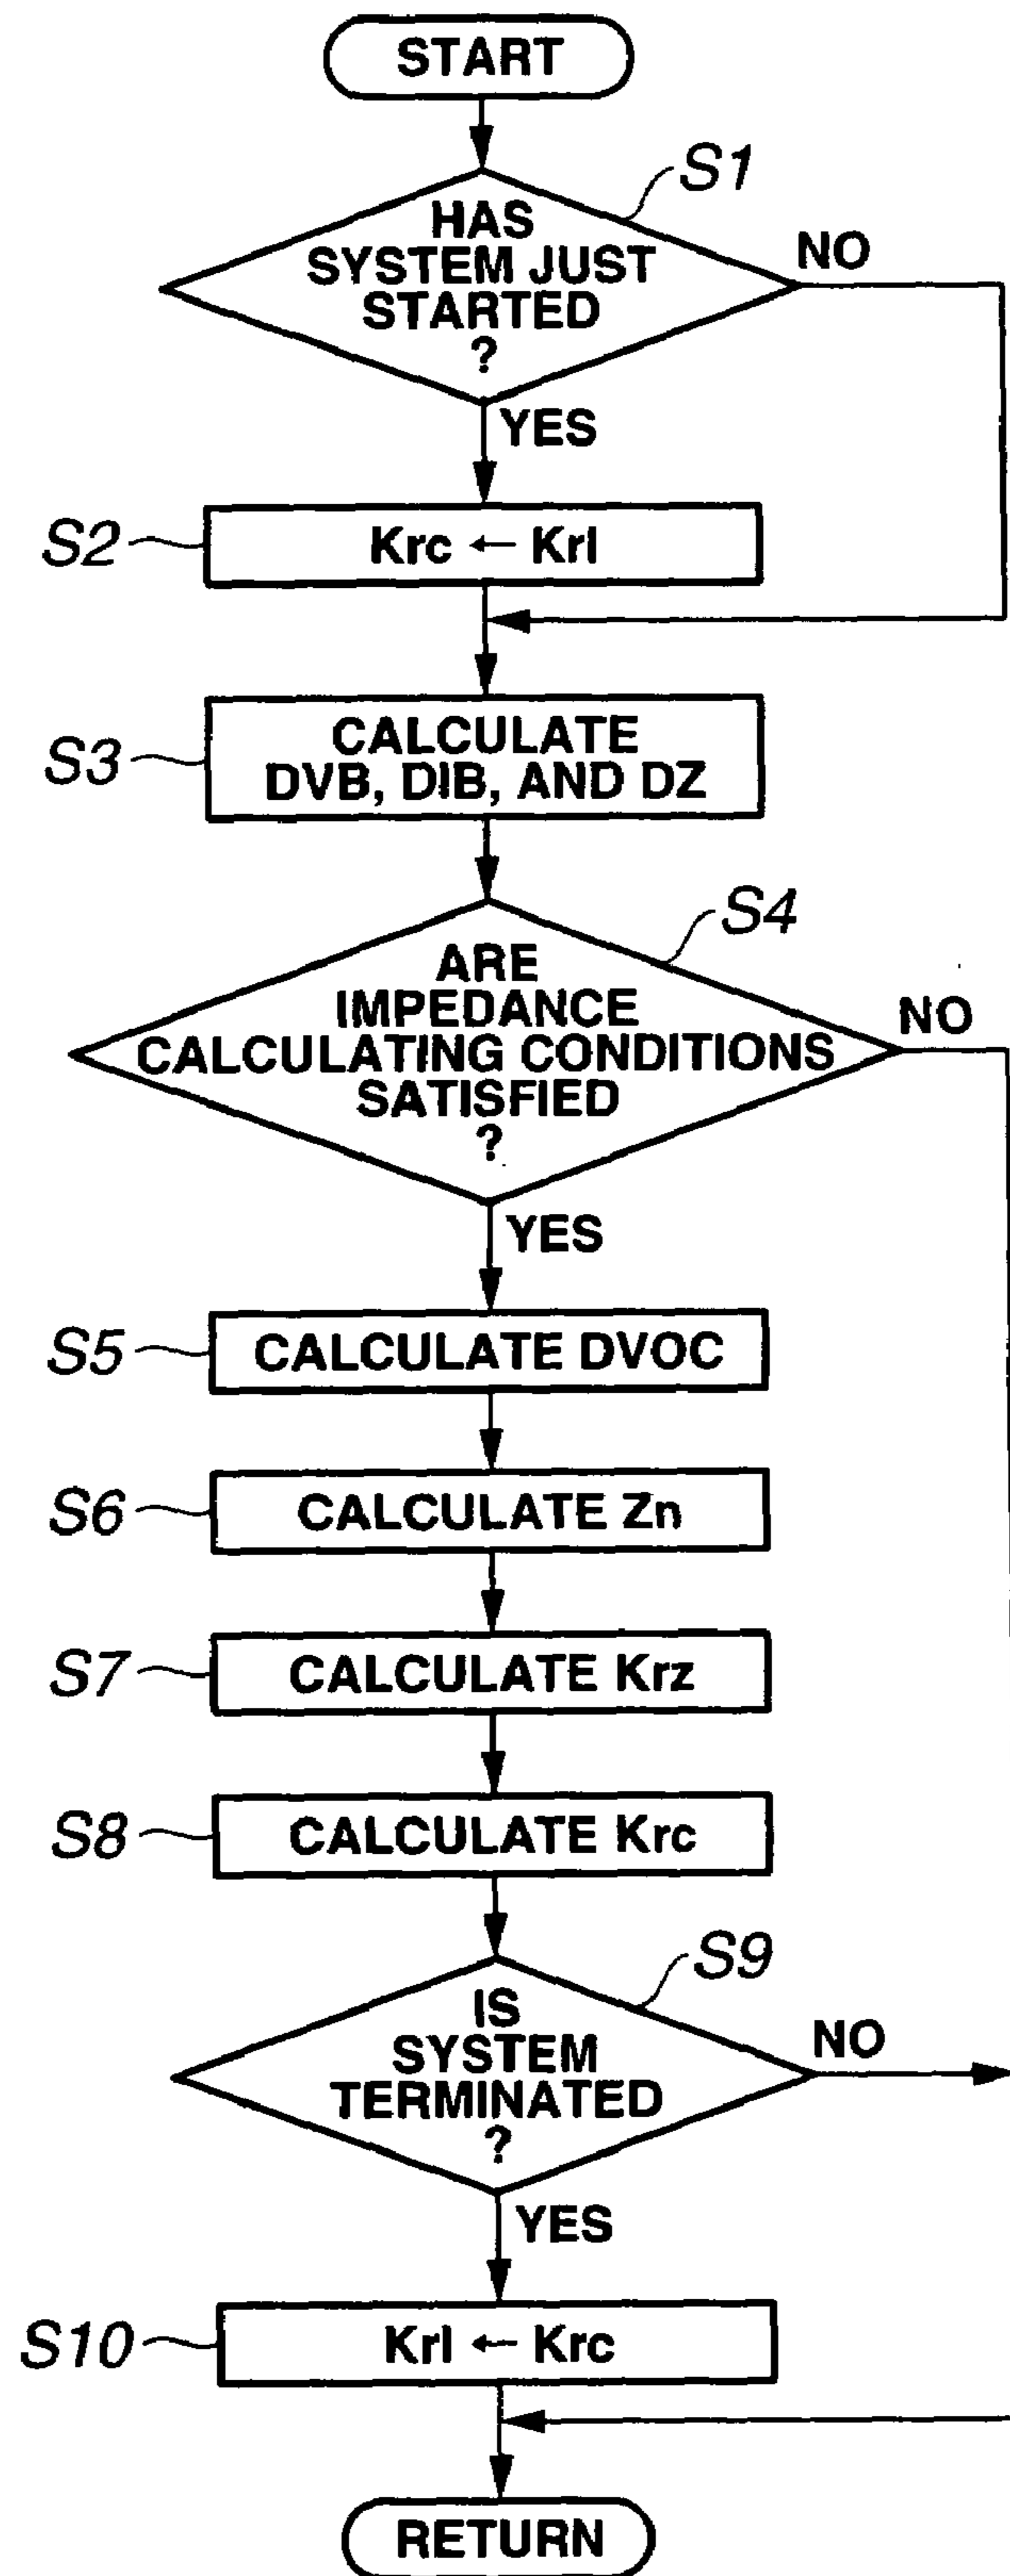 START
S1
HAS
SYSTEM JUST
STARTED
?
NO
YES
S2
Krc ← Krl
S3
CALCULATE
DVB, DIB, AND DZ
S4
ARE
IMPEDANCE
CALCULATING CONDITIONS
SATISFIED
?
NO
YES
S5
CALCULATE DVOC
S6
CALCULATE Zn
S7
CALCULATE Krz
S8
CALCULATE Krc
S9
IS
SYSTEM
TERMINATED
?
NO
YES
S10
Krl ← Krc
RETURN